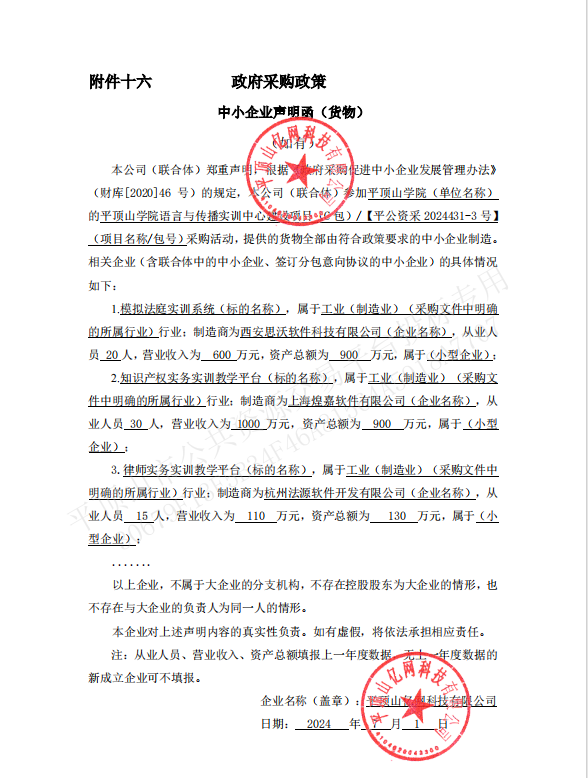 附件十六 政府采购政策
中小企业声明函（货物）
（如有）
本公司（联合体）郑重声明，根据《政府采购促进中小企业发展管理办法》
（财库[2020]46 号）的规定，本公司（联合体）参加平顶山学院（单位名称）
的平顶山学院语言与传播实训中心建设项目（C 包）/【平公资采 2024431-3 号】
（项目名称/包号）采购活动，提供的货物全部由符合政策要求的中小企业制造。
相关企业（含联合体中的中小企业、签订分包意向协议的中小企业）的具体情况
如下：
1.模拟法庭实训系统（标的名称），属于工业（制造业）（采购文件中明确
的所属行业）行业；制造商为西安思沃软件科技有限公司（企业名称），从业人
员 20 人，营业收入为 600 万元，资产总额为 900 万元，属于（小型企业）；
2.知识产权实务实训教学平台（标的名称），属于工业（制造业）（采购文
件中明确的所属行业）行业；制造商为上海煌嘉软件有限公司（企业名称），从
业人员 30 人，营业收入为 1000 万元，资产总额为 900 万元，属于（小型
企业）；
3.律师实务实训教学平台（标的名称），属于工业（制造业）（采购文件中
明确的所属行业）行业；制造商为杭州法源软件开发有限公司（企业名称），从
业人员 15 人，营业收入为 110 万元，资产总额为 130 万元，属于（小
型企业）；
.......
以上企业，不属于大企业的分支机构，不存在控股股东为大企业的情形，也
不存在与大企业的负责人为同一人的情形。
本企业对上述声明内容的真实性负责。如有虚假，将依法承担相应责任。
注：从业人员、营业收入、资产总额填报上一年度数据，无上一年度数据的
新成立企业可不填报。
企业名称（盖章）：平顶山亿网科技有限公司
日期： 2024 年 7 月 1 日
平顶山亿网科技有限公司
平顶山亿网科技有限公司